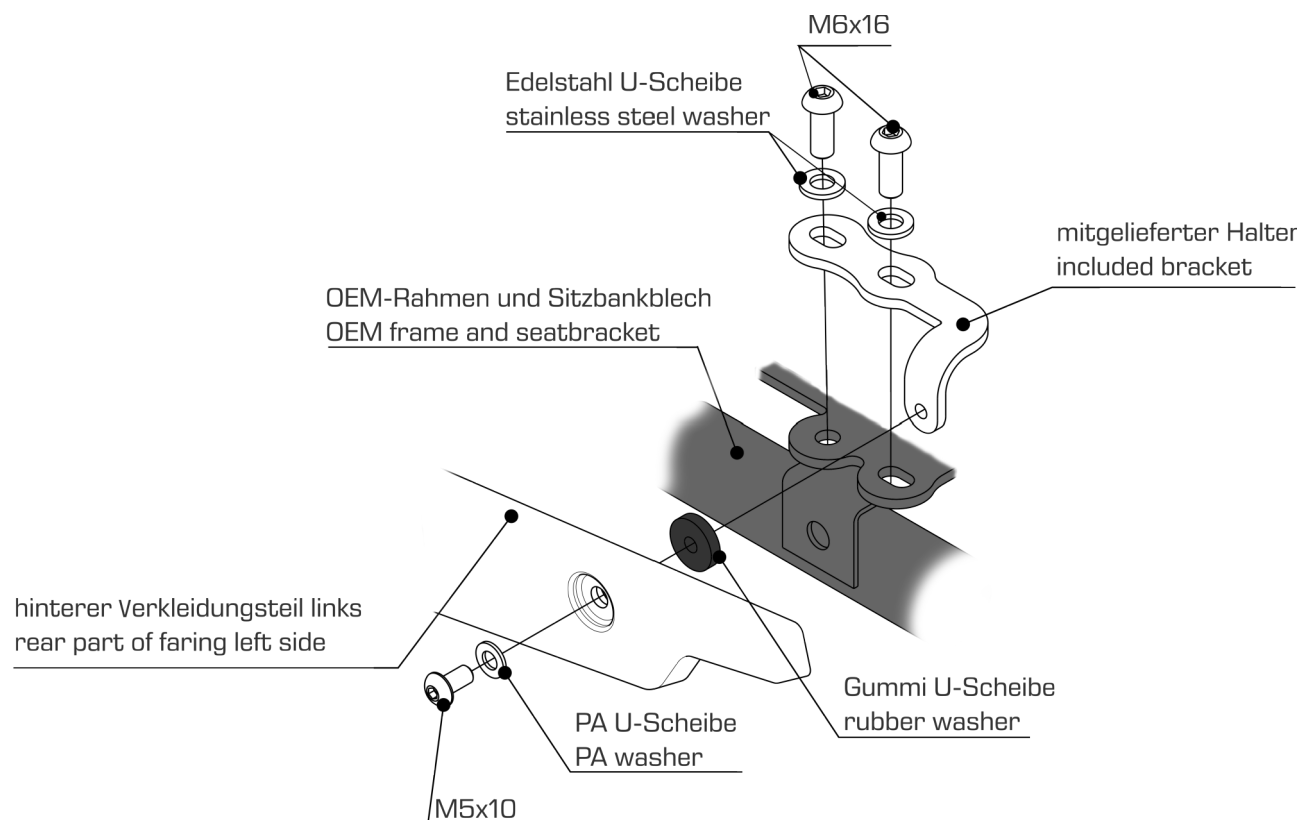 M6x16
Edelstahl U-Scheibe
stainless steel washer
mitgelieferter Halter
included bracket
OEM-Rahmen und Sitzbankblech
OEM frame and seatbracket
hinterer Verkleidungsteil links
rear part of faring left side
Gummi U-Scheibe
rubber washer
PA U-Scheibe
PA washer
M5x10